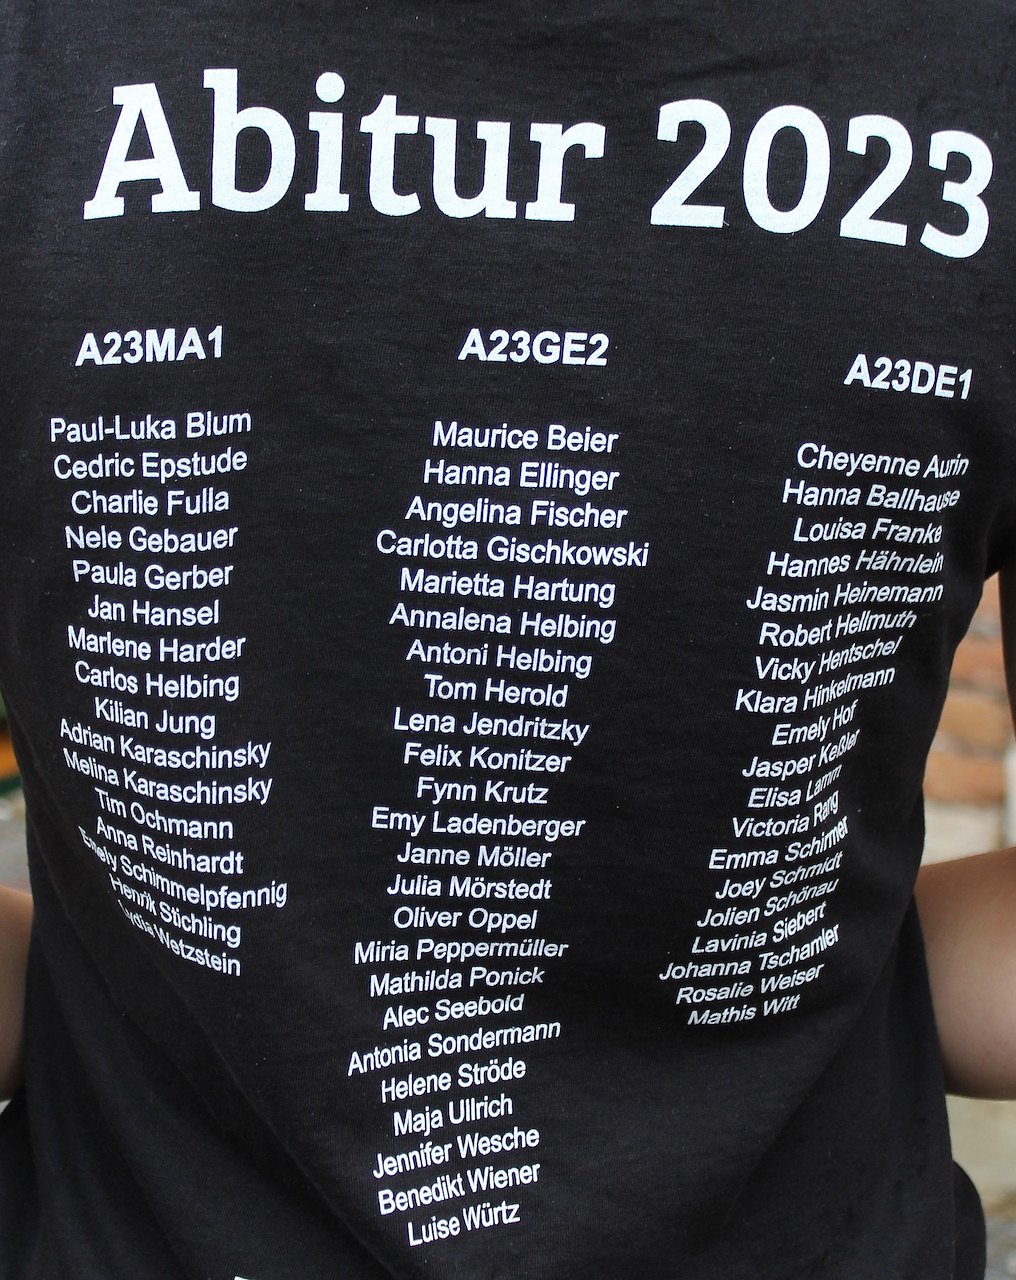 Abitur 2023
A23MA1
Paul-Luka Blum
Cedric Epstude
Charlie Fulla
Nele Gebauer
Paula Gerber
Jan Hansel
Marlene Harder
Carlos Helbing
Kilian Jung
Adrian Karaschinsky
Melina Karaschinsky
Tim Ochmann
Anna Reinhardt
Emely Schimmelpfennig
Henrik Stichling
Lydia Wetzstein
A23GE2
Maurice Beier
Hanna Ellinger
Angelina Fischer
Carlotta Gischkowski
Marietta Hartung
Annalena Helbing
Antoni Helbing
Tom Herold
Lena Jendritzky
Felix Konitzer
Fynn Krutz
Emy Ladenberger
Janne Möller
Julia Mörstedt
Oliver Oppel
Miria Peppermüller
Mathilda Ponick
Alec Seebold
Antonia Sondermann
Helene Ströde
Maja Ullrich
Jennifer Wesche
Benedikt Wiener
Luise Würtz
A23DE1
Cheyenne Aurin
Hanna Ballhause
Louisa Franke
Hannes Hähnlein
Jasmin Heinemann
Robert Hellmuth
Vicky Hentschel
Klara Hinkelmann
Emely Hof
Jasper Keßler
Elisa Lamm
Victoria Rang
Emma Schirmer
Joey Schmidt
Jolien Schönau
Lavinia Siebert
Johanna Tschamler
Rosalie Weiser
Mathis Witt